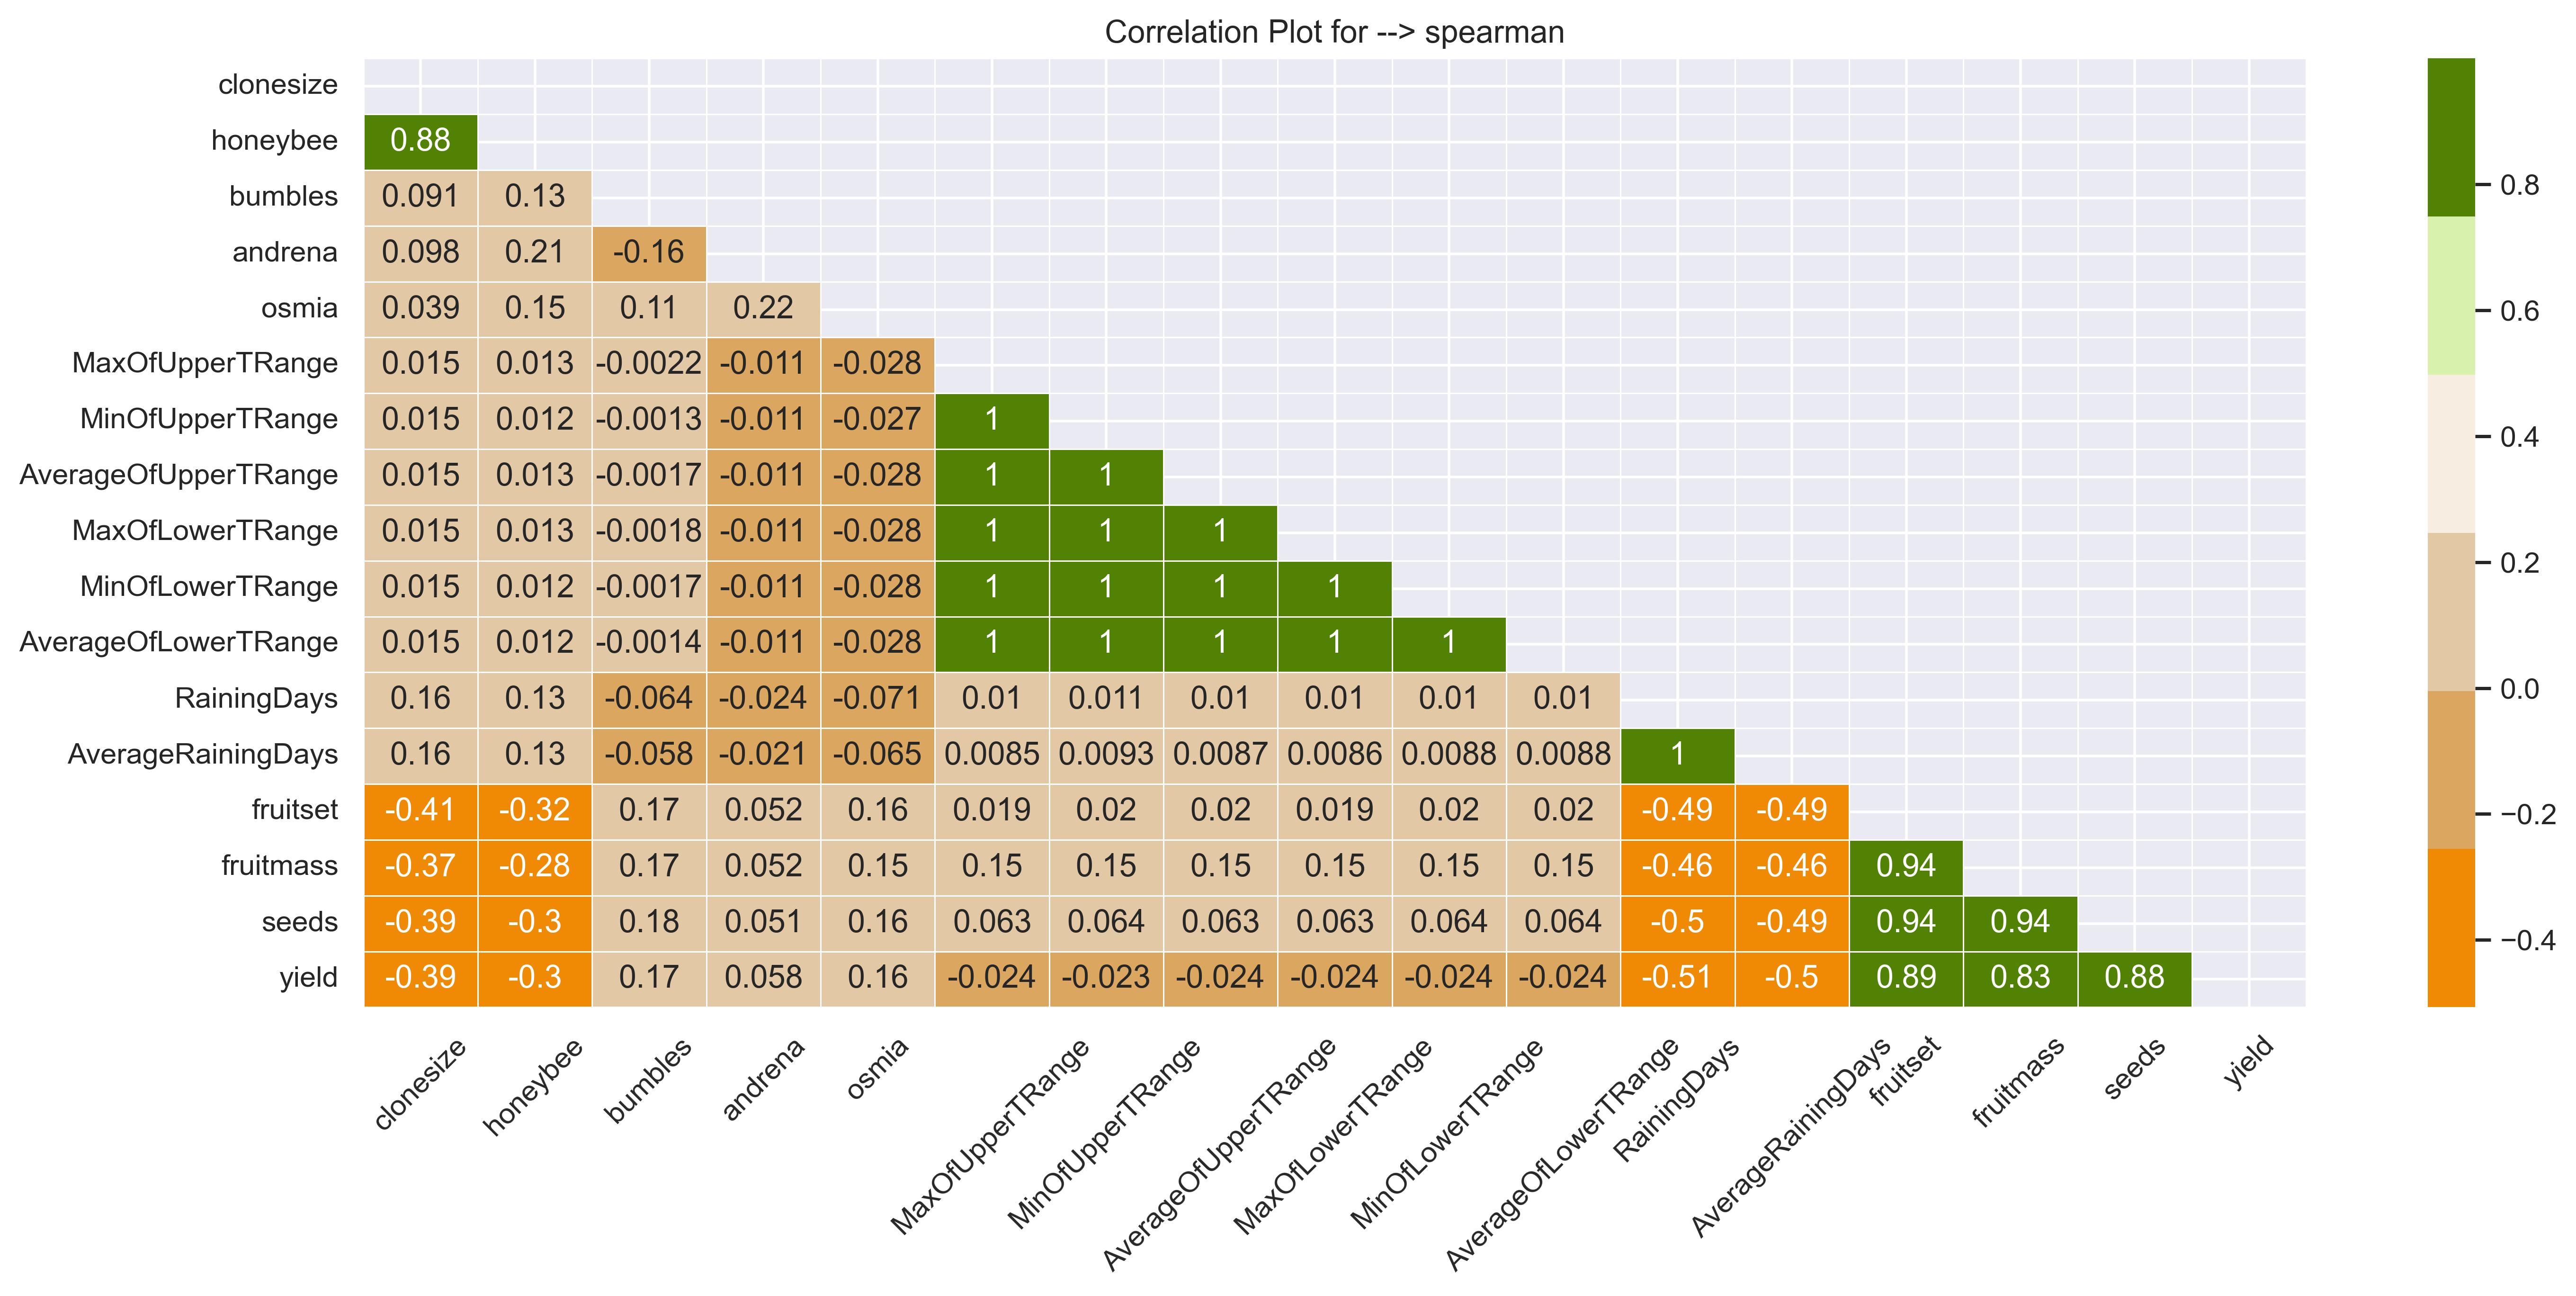 Correlation Plot for --> spearman
clonesize
honeybee 0.88
bumbles 0.091 0.13
andrena 0.098 0.21 -0.16
osmia 0.039 0.15 0.11 0.22
MaxOfUpperTRange 0.015 0.013 -0.0022 -0.011 -0.028
MinOfUpperTRange 0.015 0.012 -0.0013 -0.011 -0.027 1
AverageOfUpperTRange 0.015 0.013 -0.0017 -0.011 -0.028 1 1
MaxOfLowerTRange 0.015 0.013 -0.0018 -0.011 -0.028 1 1 1
MinOfLowerTRange 0.015 0.012 -0.0017 -0.011 -0.028 1 1 1 1
AverageOfLowerTRange 0.015 0.012 -0.0014 -0.011 -0.028 1 1 1 1 1
RainingDays 0.16 0.13 -0.064 -0.024 -0.071 0.01 0.011 0.01 0.01 0.01 0.01
AverageRainingDays 0.16 0.13 -0.058 -0.021 -0.065 0.0085 0.0093 0.0087 0.0086 0.0088 0.0088 1
fruitset -0.41 -0.32 0.17 0.052 0.16 0.019 0.02 0.02 0.019 0.02 0.02 -0.49 -0.49
fruitmass -0.37 -0.28 0.17 0.052 0.15 0.15 0.15 0.15 0.15 0.15 0.15 -0.46 -0.46 0.94
seeds -0.39 -0.3 0.18 0.051 0.16 0.063 0.064 0.063 0.063 0.064 0.064 -0.5 -0.49 0.94 0.94
yield -0.39 -0.3 0.17 0.058 0.16 -0.024 -0.023 -0.024 -0.024 -0.024 -0.024 -0.51 -0.5 0.89 0.83 0.88
clonesize honeybee bumbles andrena osmia MaxOfUpperTRange MinOfUpperTRange AverageOfUpperTRange MaxOfLowerTRange MinOfLowerTRange AverageOfLowerTRange RainingDays AverageRainingDays fruitset fruitmass seeds yield
0.8
0.6
0.4
0.2
0.0
−0.2
−0.4